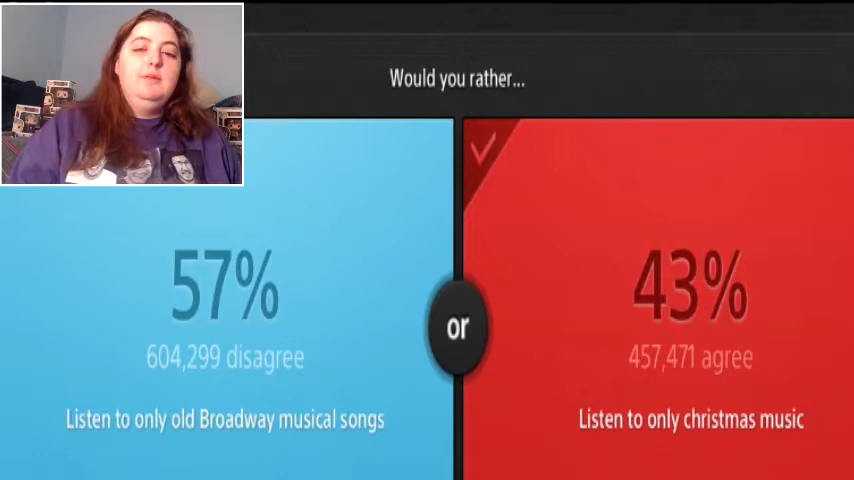 Would you rather...
57%
604,299 disagree
Listen to only old Broadway musical songs
or
43%
457,471 agree
Listen to only christmas music